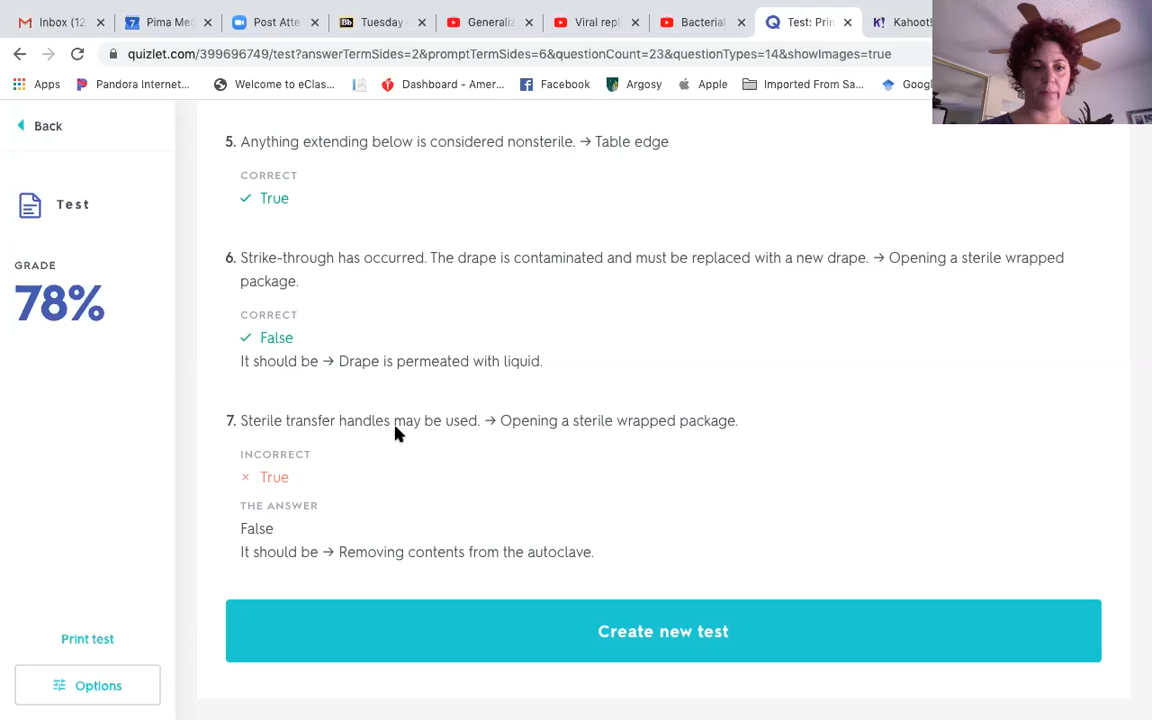 Inbox (12
Pima Mec
Post Atte
Tuesday
Generaliz
Viral repl
Bacterial
Test: Prin
Kahoot!
quizlet.com/399696749/test?answerTermSides=2&promptTermSides=6&questionCount=23&questionTypes=14&showImages=true
Apps
Pandora Internet...
Welcome to eClas...
Dashboard - Amer...
Facebook
Argosy
Apple
Imported From Sa...
Goog
Back
Test
GRADE
78%
Print test
Options
5. Anything extending below is considered nonsterile. → Table edge
CORRECT
✓ True
6. Strike-through has occurred. The drape is contaminated and must be replaced with a new drape. → Opening a sterile wrapped
package.
CORRECT
✓ False
It should be → Drape is permeated with liquid.
7. Sterile transfer handles may be used. → Opening a sterile wrapped package.
INCORRECT
× True
THE ANSWER
False
It should be → Removing contents from the autoclave.
Create new test